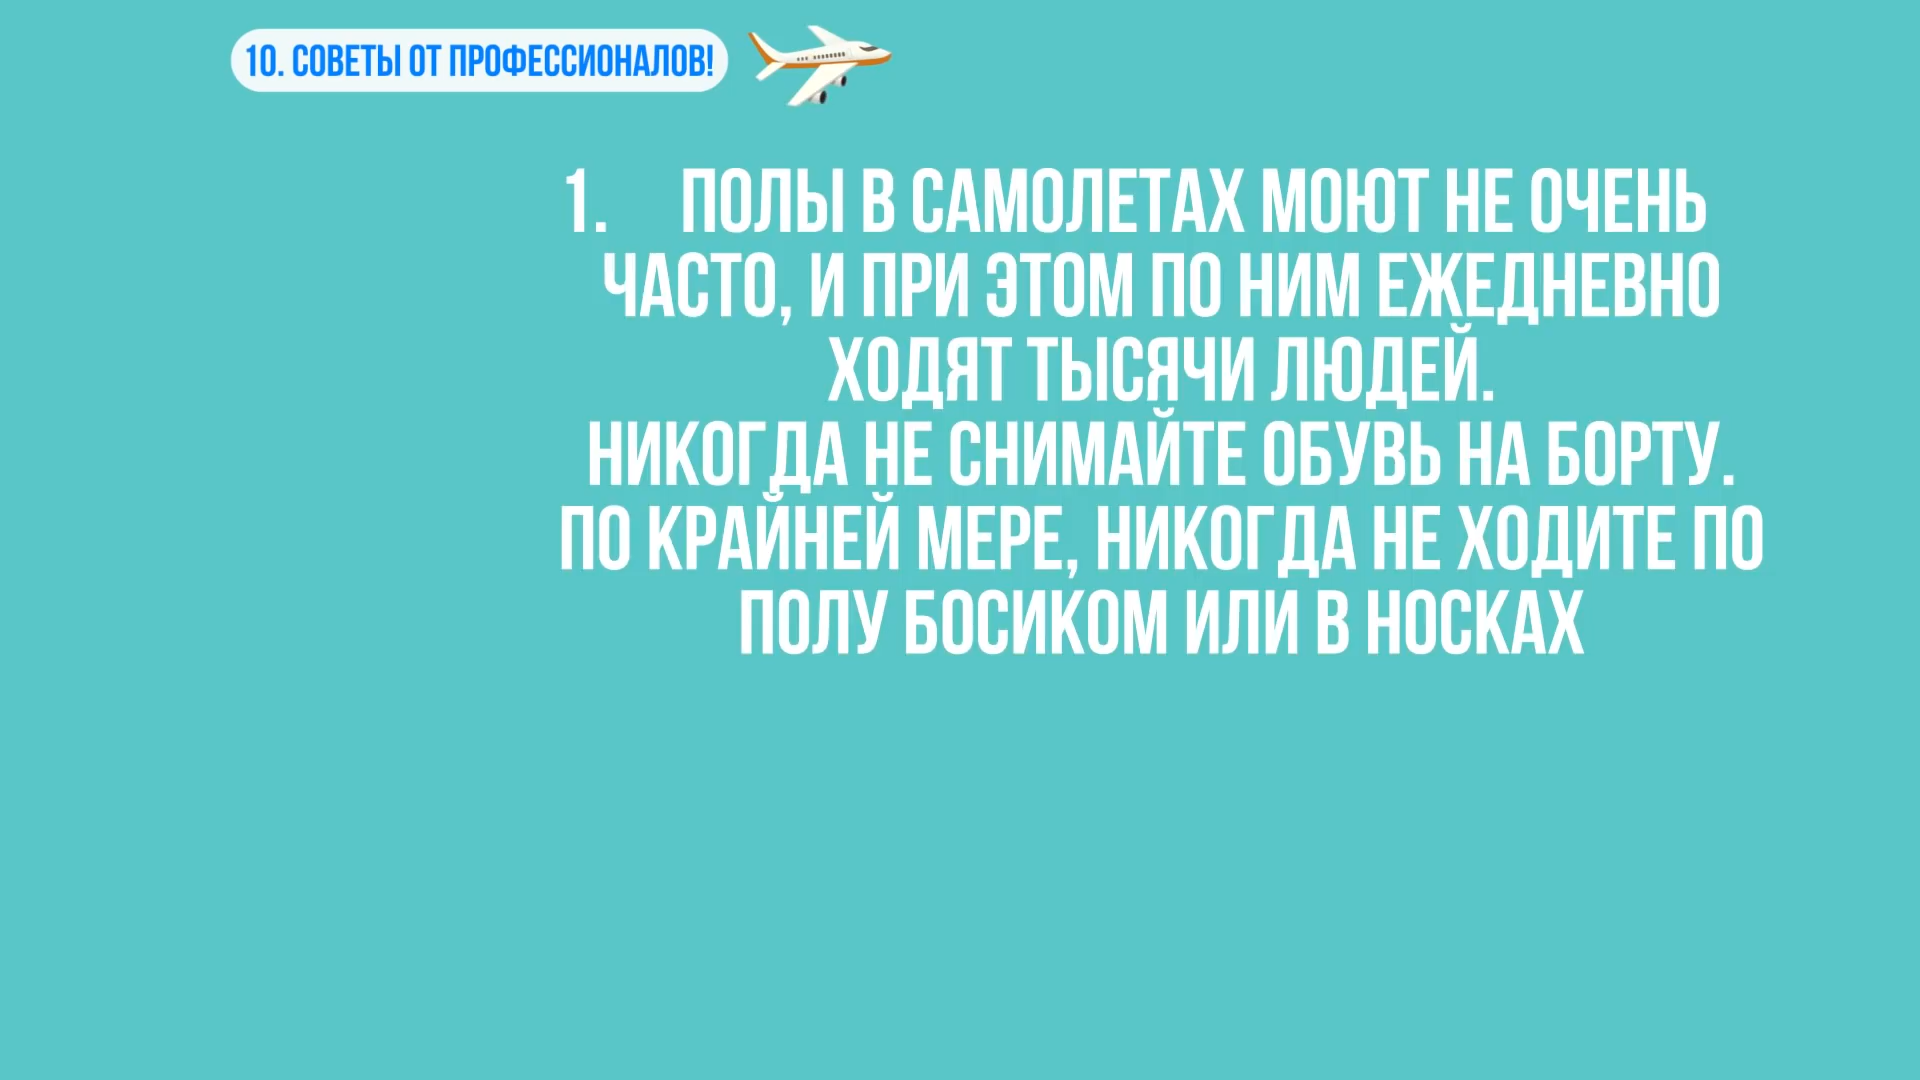 10. СОВЕТЫ ОТ ПРОФЕССИОНАЛОВ!
1. ПОЛЫ В САМОЛЕТАХ МОЮТ НЕ ОЧЕНЬ
ЧАСТО, И ПРИ ЭТОМ ПО НИМ ЕЖЕДНЕВНО
ХОДЯТ ТЫСЯЧИ ЛЮДЕЙ.
НИКОГДА НЕ СНИМАЙТЕ ОБУВЬ НА БОРТУ.
ПО КРАЙНЕЙ МЕРЕ, НИКОГДА НЕ ХОДИТЕ ПО
ПОЛУ БОСИКОМ ИЛИ В НОСКАХ